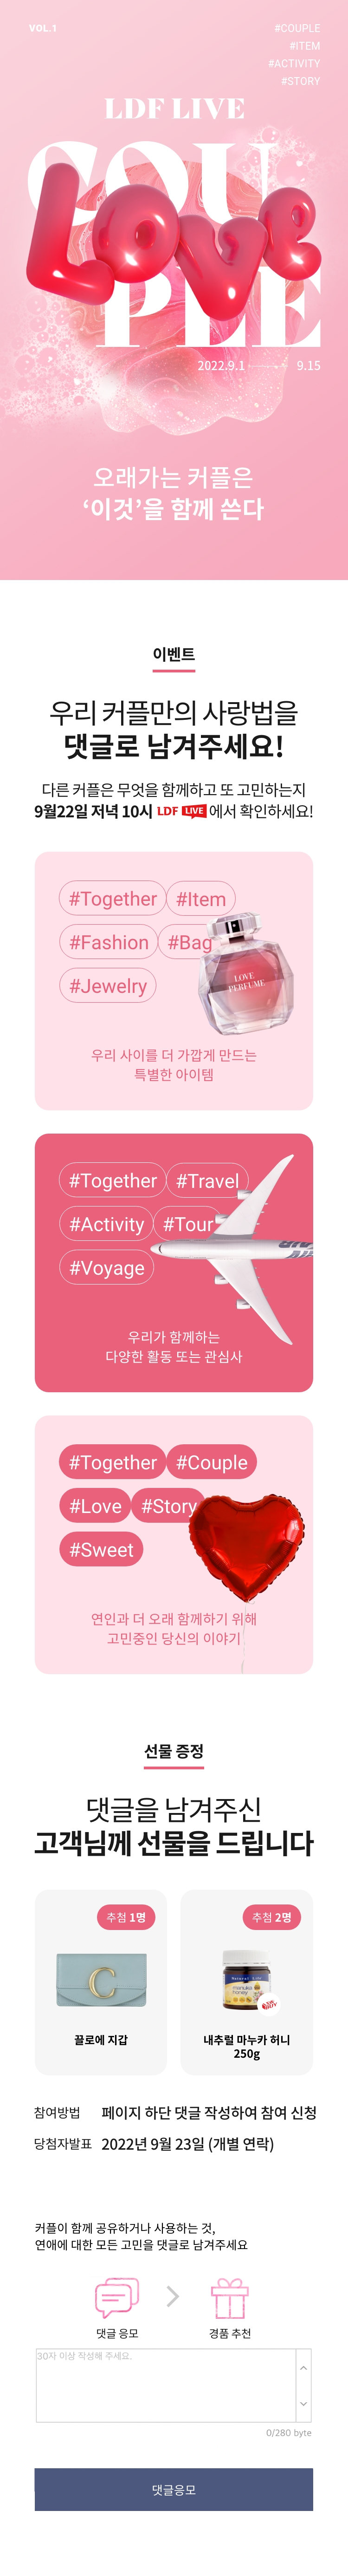 VOL.1
#COUPLE
#ITEM
#ACTIVITY
#STORY
LDF LIVE
COU
Love
PLE
2022.9.1 9.15
오래가는 커플은
‘이것’을 함께 쓴다
이벤트
우리 커플만의 사랑법을
댓글로 남겨주세요!
다른 커플은 무엇을 함께하고 또 고민하는지
9월22일 저녁 10시 LDF LIVE 에서 확인하세요!
#Together #Item
#Fashion #Bag
#Jewelry
LOVE
PERFUME
우리 사이를 더 가깝게 만드는
특별한 아이템
#Together #Travel
#Activity #Tour
#Voyage
우리가 함께하는
다양한 활동 또는 관심사
#Together #Couple
#Love #Story
#Sweet
연인과 더 오래 함께하기 위해
고민중인 당신의 이야기
선물 증정
댓글을 남겨주신
고객님께 선물을 드립니다
추첨 1명
추첨 2명
manuka
honey
끌로에 지갑
내추럴 마누카 허니
250g
참여방법 페이지 하단 댓글 작성하여 참여 신청
당첨자발표 2022년 9월 23일 (개별 연락)
커플이 함께 공유하거나 사용하는 것,
연애에 대한 모든 고민을 댓글로 남겨주세요
댓글 응모
경품 추천
30자 이상 작성해 주세요.
0/280 byte
댓글응모